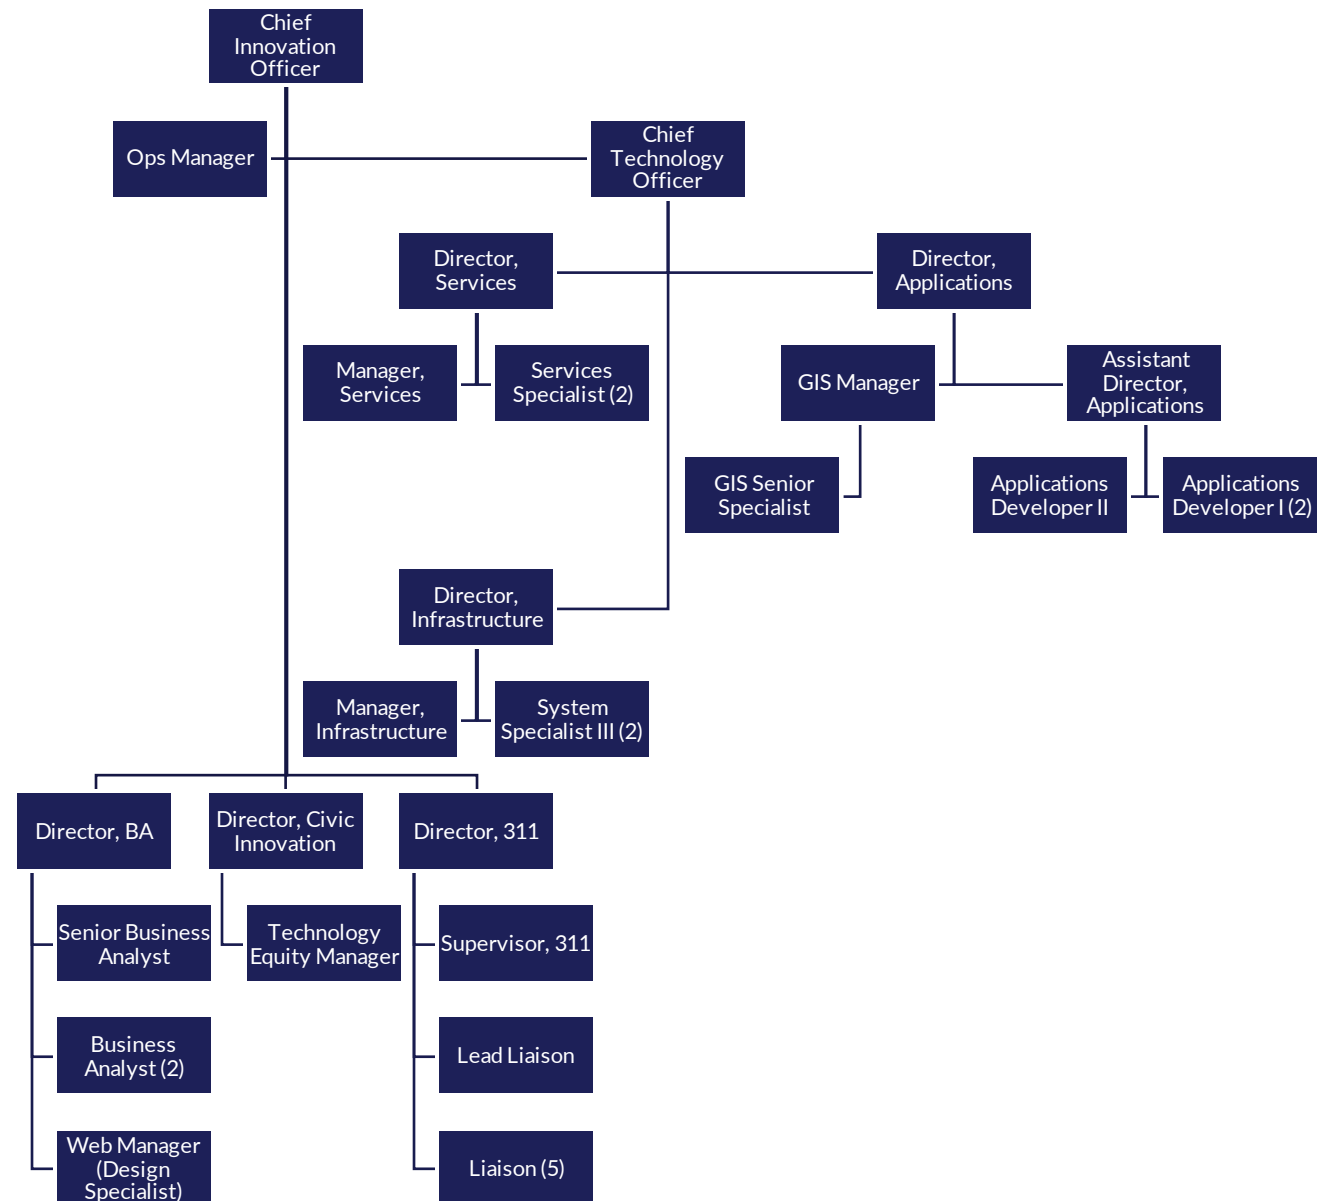 Chief
Innovation
Officer
Ops Manager
Chief
Technology
Officer
Director,
Services
Director,
Applications
Manager,
Services
Services
Specialist (2)
GIS Manager
Assistant
Director,
Applications
GIS Senior
Specialist
Applications
Developer II
Applications
Developer I (2)
Director,
Infrastructure
Manager,
Infrastructure
System
Specialist III (2)
Director, BA
Director, Civic
Innovation
Director, 311
Senior Business
Analyst
Technology
Equity Manager
Supervisor, 311
Business
Analyst (2)
Lead Liaison
Web Manager
(Design
Specialist)
Liaison (5)